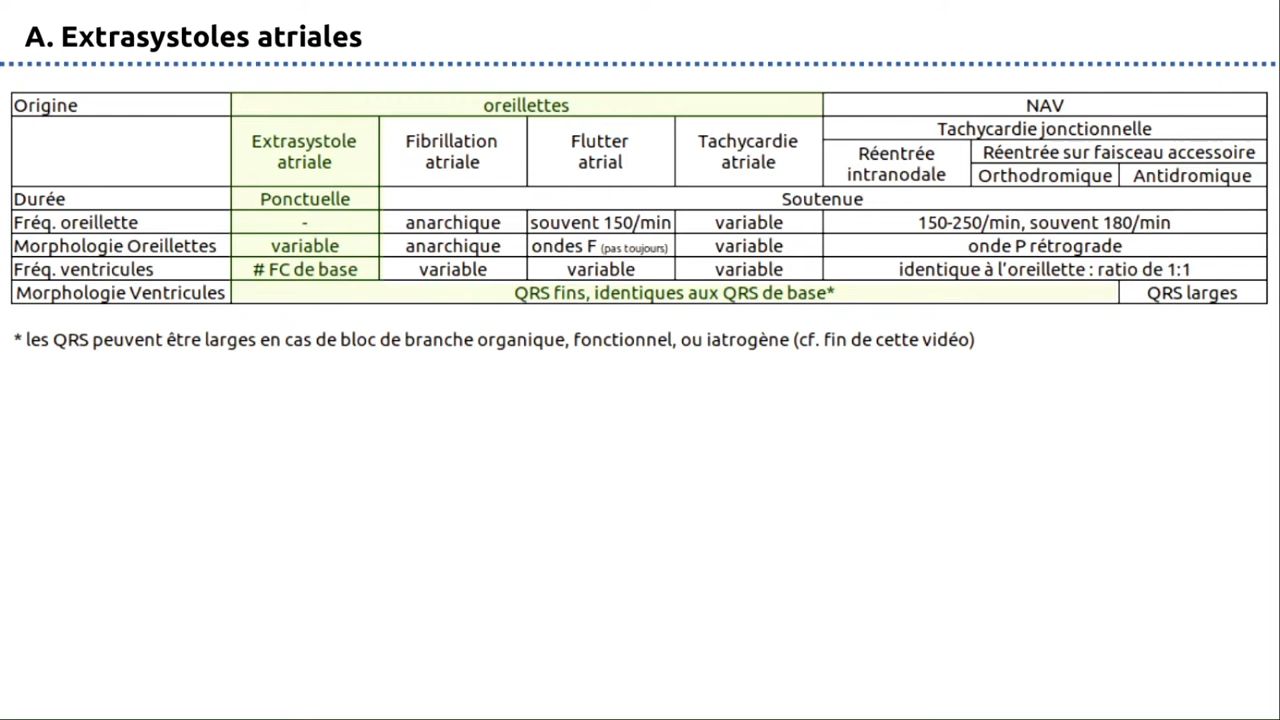 A. Extrasystoles atriales
Origine oreillettes NAV
Extrasystole atriale Fibrillation atriale Flutter atrial Tachycardie atriale Tachycardie jonctionnelle
Réentrée intranodale Réentrée sur faisceau accessoire
Orthodromique Antidromique
Durée Ponctuelle Soutenue
Fréq. oreillette - anarchique souvent 150/min variable 150-250/min, souvent 180/min
Morphologie Oreillettes variable anarchique ondes F (pas toujours) variable onde P rétrograde
Fréq. ventricules # FC de base variable variable variable identique à l’oreillette : ratio de 1:1
Morphologie Ventricules QRS fins, identiques aux QRS de base* QRS larges
* les QRS peuvent être larges en cas de bloc de branche organique, fonctionnel, ou iatrogène (cf. fin de cette vidéo)